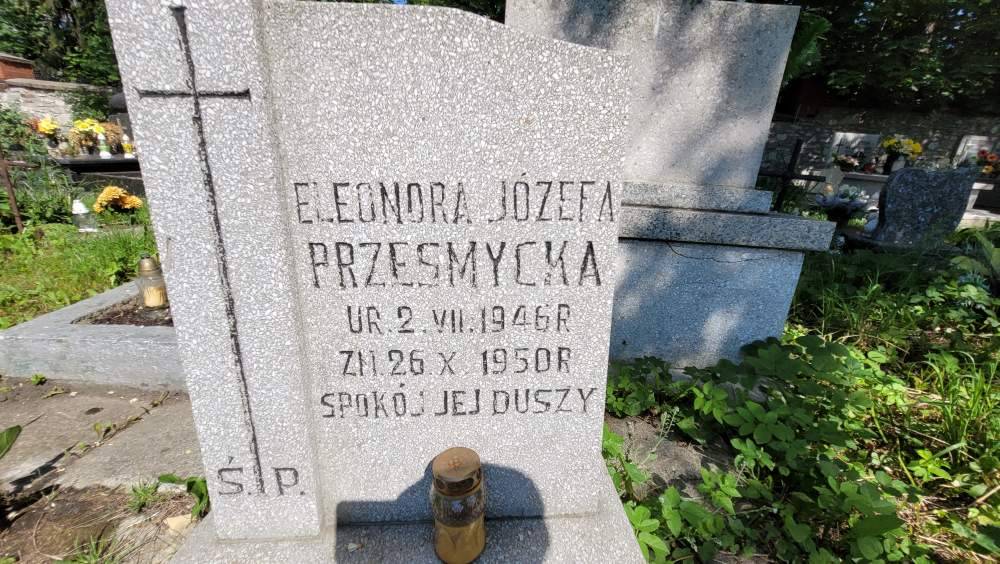 ELEONORA JÓZEFA
PRZESMYCKA
UR. 2. VII. 1946 R
ZM. 26 X 1950 R
SPOKÓJ JEJ DUSZY
Ś.P.